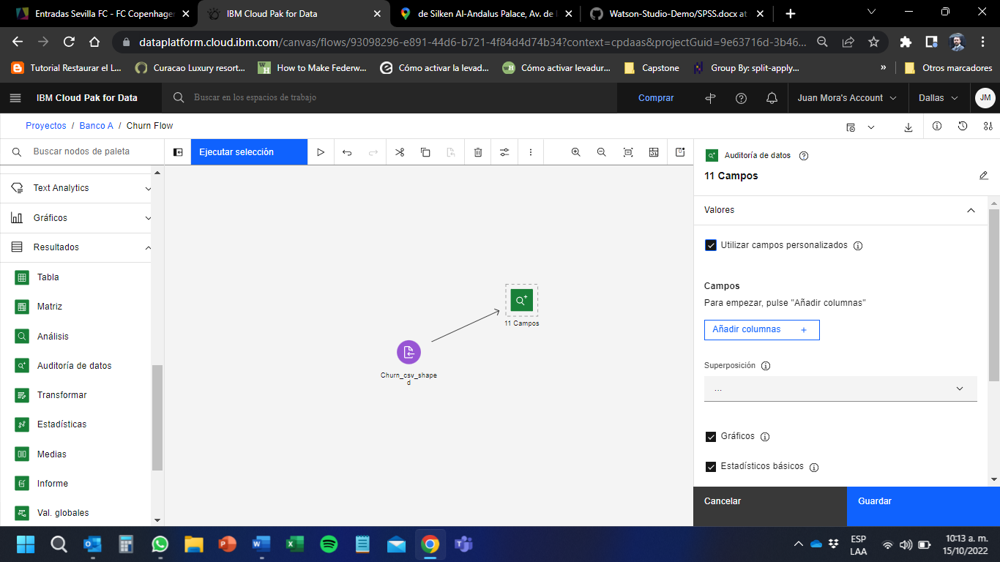 Entradas Sevilla FC - FC Copenhagen
IBM Cloud Pak for Data
de Silken Al-Andalus Palace, Av. de l
Watson-Studio-Demo/SPSS.docx at
dataplatform.cloud.ibm.com/canvas/flows/93098296-e891-44d6-b721-4f84d4d74b34?context=cpdaas&projectGuid=9e63716d-3b46...
Tutorial Restaurar el L...
Curacao Luxury resort...
How to Make Federw...
Cómo activar la levad...
Cómo activar levadur...
Capstone
Group By: split-apply...
»
Otros marcadores
IBM Cloud Pak for Data
Buscar en los espacios de trabajo
Comprar
Juan Mora's Account
Dallas
JM
Proyectos / Banco A / Churn Flow
Buscar nodos de paleta
Ejecutar selección
Text Analytics
Gráficos
Resultados
Tabla
Matriz
Análisis
Auditoría de datos
Transformar
Estadísticas
Medias
Informe
Val. globales
11 Campos
Churn_csv_shape
d
Auditoría de datos
11 Campos
Valores
Utilizar campos personalizados
Campos
Para empezar, pulse "Añadir columnas"
Añadir columnas +
Superposición
...
Gráficos
Estadísticos básicos
Cancelar
Guardar
ESP
LAA
10:13 a. m.
15/10/2022